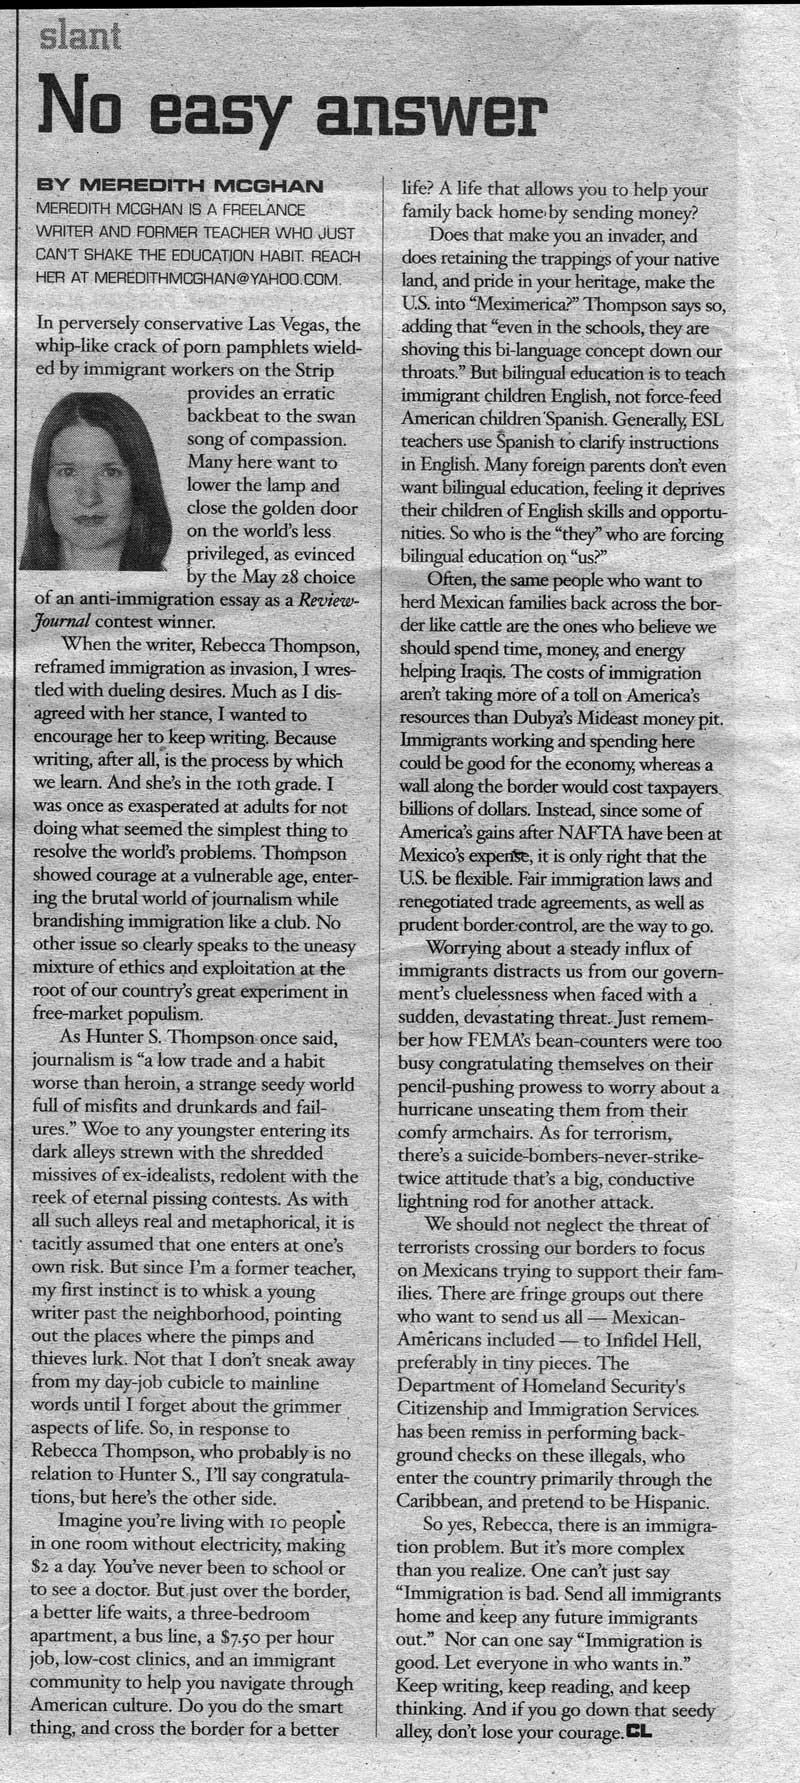 slant
No easy answer
BY MEREDITH MCGHAN
MEREDITH MCGHAN IS A FREELANCE
WRITER AND FORMER TEACHER WHO JUST
CAN'T SHAKE THE EDUCATION HABIT. REACH
HER AT MEREDITHMCGHAN@YAHOO.COM.
In perversely conservative Las Vegas, the
whip-like crack of porn pamphlets wield-
ed by immigrant workers on the Strip
provides an erratic
backbeat to the swan
song of compassion.
Many here want to
lower the lamp and
close the golden door
on the world's less
privileged, as evinced
by the May 28 choice
of an anti-immigration essay as a Review-
Journal contest winner.
When the writer, Rebecca Thompson,
reframed immigration as invasion, I wres-
tled with dueling desires. Much as I dis-
agreed with her stance, I wanted to
encourage her to keep writing. Because
writing, after all, is the process by which
we learn. And she's in the 10th grade. I
was once as exasperated at adults for not
doing what seemed the simplest thing to
resolve the world's problems. Thompson
showed courage at a vulnerable age, enter-
ing the brutal world of journalism while
brandishing immigration like a club. No
other issue so clearly speaks to the uneasy
mixture of ethics and exploitation at the
root of our country's great experiment in
free-market populism.
As Hunter S. Thompson once said,
journalism is “a low trade and a habit
worse than heroin, a strange seedy world
full of misfits and drunkards and fail-
ures.” Woe to any youngster entering its
dark alleys strewn with the shredded
missives of ex-idealists, redolent with the
reek of eternal pissing contests. As with
all such alleys real and metaphorical, it is
tacitly assumed that one enters at one's
own risk. But since I'm a former teacher,
my first instinct is to whisk a young
writer past the neighborhood, pointing
out the places where the pimps and
thieves lurk. Not that I don't sneak away
from my day-job cubicle to mainline
words until I forget about the grimmer
aspects of life. So, in response to
Rebecca Thompson, who probably is no
relation to Hunter S., I'll say congratula-
tions, but here's the other side.
Imagine you're living with 10 people
in one room without electricity, making
$2 a day. You've never been to school or
to see a doctor. But just over the border,
a better life waits, a three-bedroom
apartment, a bus line, a $7.50 per hour
job, low-cost clinics, and an immigrant
community to help you navigate through
American culture. Do you do the smart
thing, and cross the border for a better
life? A life that allows you to help your
family back home by sending money?
Does that make you an invader, and
does retaining the trappings of your native
land, and pride in your heritage, make the
U.S. into “Meximerica?” Thompson says so,
adding that “even in the schools, they are
shoving this bi-language concept down our
throats.” But bilingual education is to teach
immigrant children English, not force-feed
American children Spanish. Generally, ESL
teachers use Spanish to clarify instructions
in English. Many foreign parents don't even
want bilingual education, feeling it deprives
their children of English skills and opportu-
nities. So who is the “they” who are forcing
bilingual education on “us?”
Often, the same people who want to
herd Mexican families back across the bor-
der like cattle are the ones who believe we
should spend time, money, and energy
helping Iraqis. The costs of immigration
aren't taking more of a toll on America's
resources than Dubya's Mideast money pit.
Immigrants working and spending here
could be good for the economy, whereas a
wall along the border would cost taxpayers
billions of dollars. Instead, since some of
America's gains after NAFTA have been at
Mexico's expense, it is only right that the
U.S. be flexible. Fair immigration laws and
renegotiated trade agreements, as well as
prudent border control, are the way to go.
Worrying about a steady influx of
immigrants distracts us from our govern-
ment's cluelessness when faced with a
sudden, devastating threat. Just remem-
ber how FEMA's bean-counters were too
busy congratulating themselves on their
pencil-pushing prowess to worry about a
hurricane unseating them from their
comfy armchairs. As for terrorism,
there's a suicide-bombers-never-strike-
twice attitude that's a big, conductive
lightning rod for another attack.
We should not neglect the threat of
terrorists crossing our borders to focus
on Mexicans trying to support their fam-
ilies. There are fringe groups out there
who want to send us all — Mexican-
Americans included — to Infidel Hell,
preferably in tiny pieces. The
Department of Homeland Security's
Citizenship and Immigration Services
has been remiss in performing back-
ground checks on these illegals, who
enter the country primarily through the
Caribbean, and pretend to be Hispanic.
So yes, Rebecca, there is an immigra-
tion problem. But it's more complex
than you realize. One can't just say
“Immigration is bad. Send all immigrants
home and keep any future immigrants
out.” Nor can one say “Immigration is
good. Let everyone in who wants in.”
Keep writing, keep reading, and keep
thinking. And if you go down that seedy
alley, don't lose your courage. CL